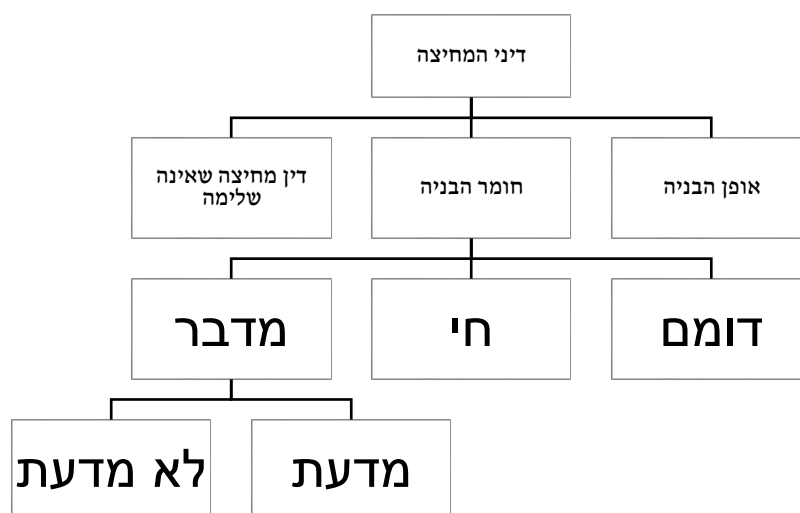 דיני המחיצה
אופן הבניה
חומר הבניה
דין מחיצה שאינה
שלימה
דומם
חי
מדבר
מדעת
לא מדעת